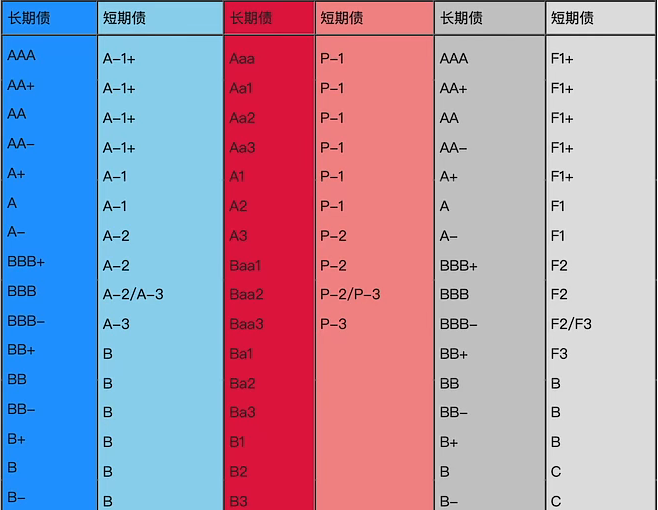 长期债 短期债 长期债 短期债 长期债 短期债
AAA A-1+ Aaa P-1 AAA F1+
AA+ A-1+ Aa1 P-1 AA+ F1+
AA A-1+ Aa2 P-1 AA F1+
AA- A-1+ Aa3 P-1 AA- F1+
A+ A-1 A1 P-1 A+ F1+
A A-1 A2 P-1 A F1
A- A-2 A3 P-2 A- F1
BBB+ A-2 Baa1 P-2 BBB+ F2
BBB A-2/A-3 Baa2 P-2/P-3 BBB F2
BBB- A-3 Baa3 P-3 BBB- F2/F3
BB+ B Ba1 BB+ F3
BB B Ba2 BB B
BB- B Ba3 BB- B
B+ B B1 B+ B
B B B2 B C
B- B B3 B- C